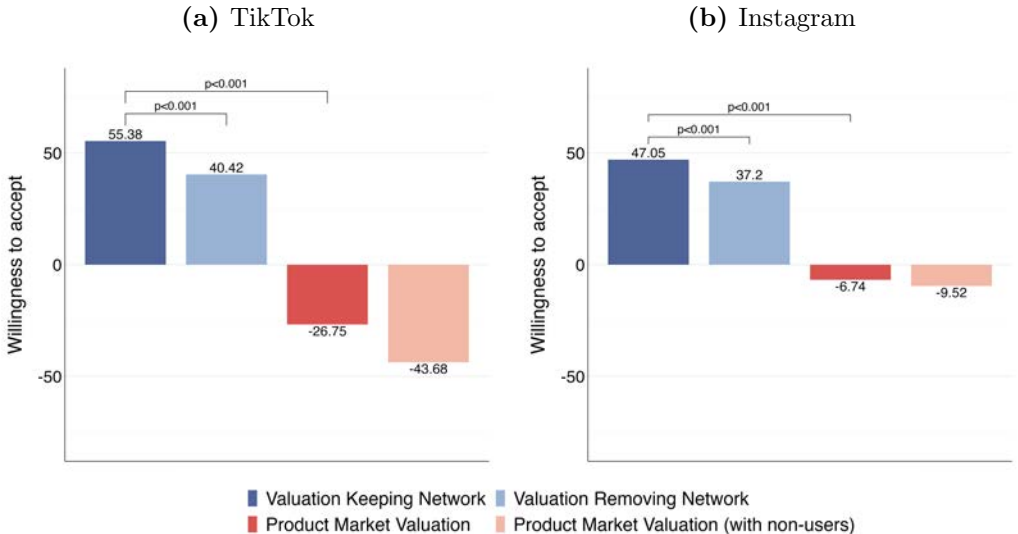 (a) TikTok
(b) Instagram
Willingness to accept
50
0
-50
p<0.001
p<0.001
55.38
40.42
-26.75
-43.68
Willingness to accept
50
0
-50
p<0.001
p<0.001
47.05
37.2
-6.74
-9.52
Valuation Keeping Network
Valuation Removing Network
Product Market Valuation
Product Market Valuation (with non-users)